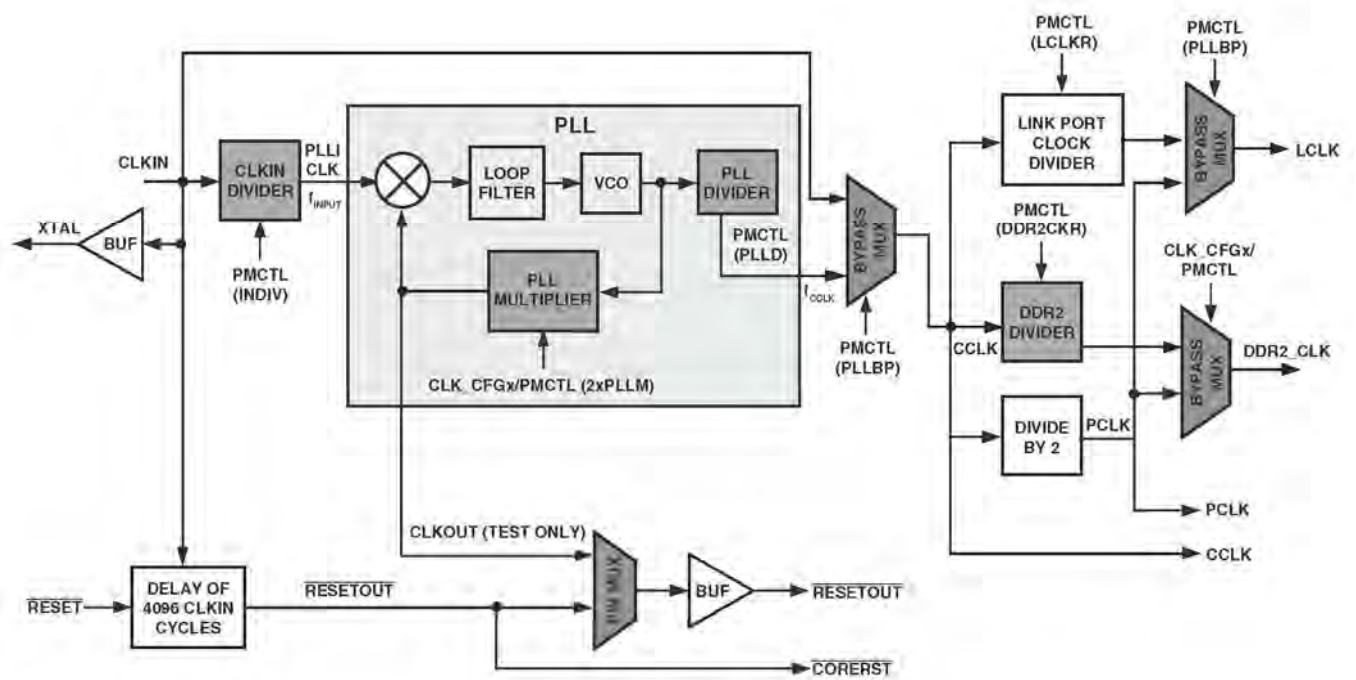 PMCTL
(LCLKR)
PMCTL
(PLLBP)
PLL
LINK PORT
CLOCK
DIVIDER
BYPASS
MUX
LCLK
CLKIN
CLKIN
DIVIDER
PLLI
CLK
fINPUT
LOOP
FILTER
VCO
PLL
DIVIDER
XTAL
BUF
PMCTL
(INDIV)
PLL
MULTIPLIER
PMCTL
(PLLD)
fCCLK
BYPASS
MUX
PMCTL
(PLLBP)
CLK_CFGx/PMCTL (2xPLLM)
PMCTL
(DDR2CKR)
CLK_CFGx/
PMCTL
CCLK
DDR2
DIVIDER
BYPASS
MUX
DDR2_CLK
DIVIDE
BY 2
PCLK
PCLK
CCLK
CLKOUT (TEST ONLY)
RESET
DELAY OF
4096 CLKIN
CYCLES
RESETOUT
PIN MUX
BUF
RESETOUT
CORERST